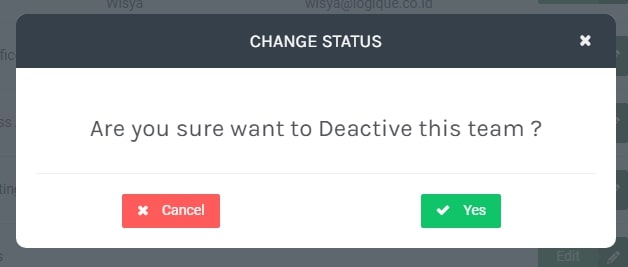 Wisya wisya@logique.co.id
CHANGE STATUS
Are you sure want to Deactive this team ?
Cancel Yes
Edit